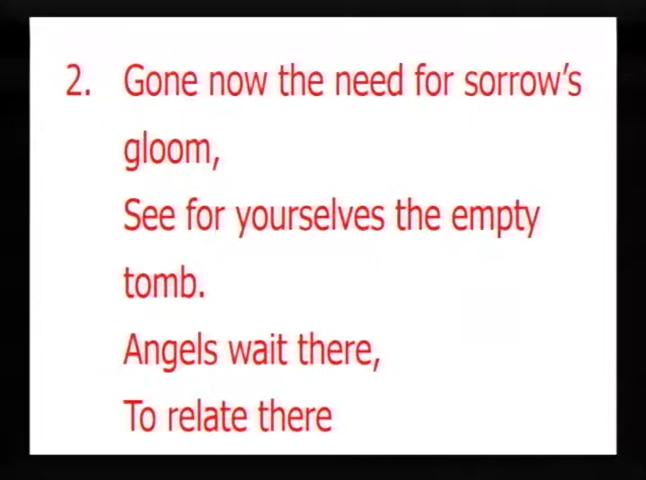 2. Gone now the need for sorrow's
gloom,
See for yourselves the empty
tomb.
Angels wait there,
To relate there